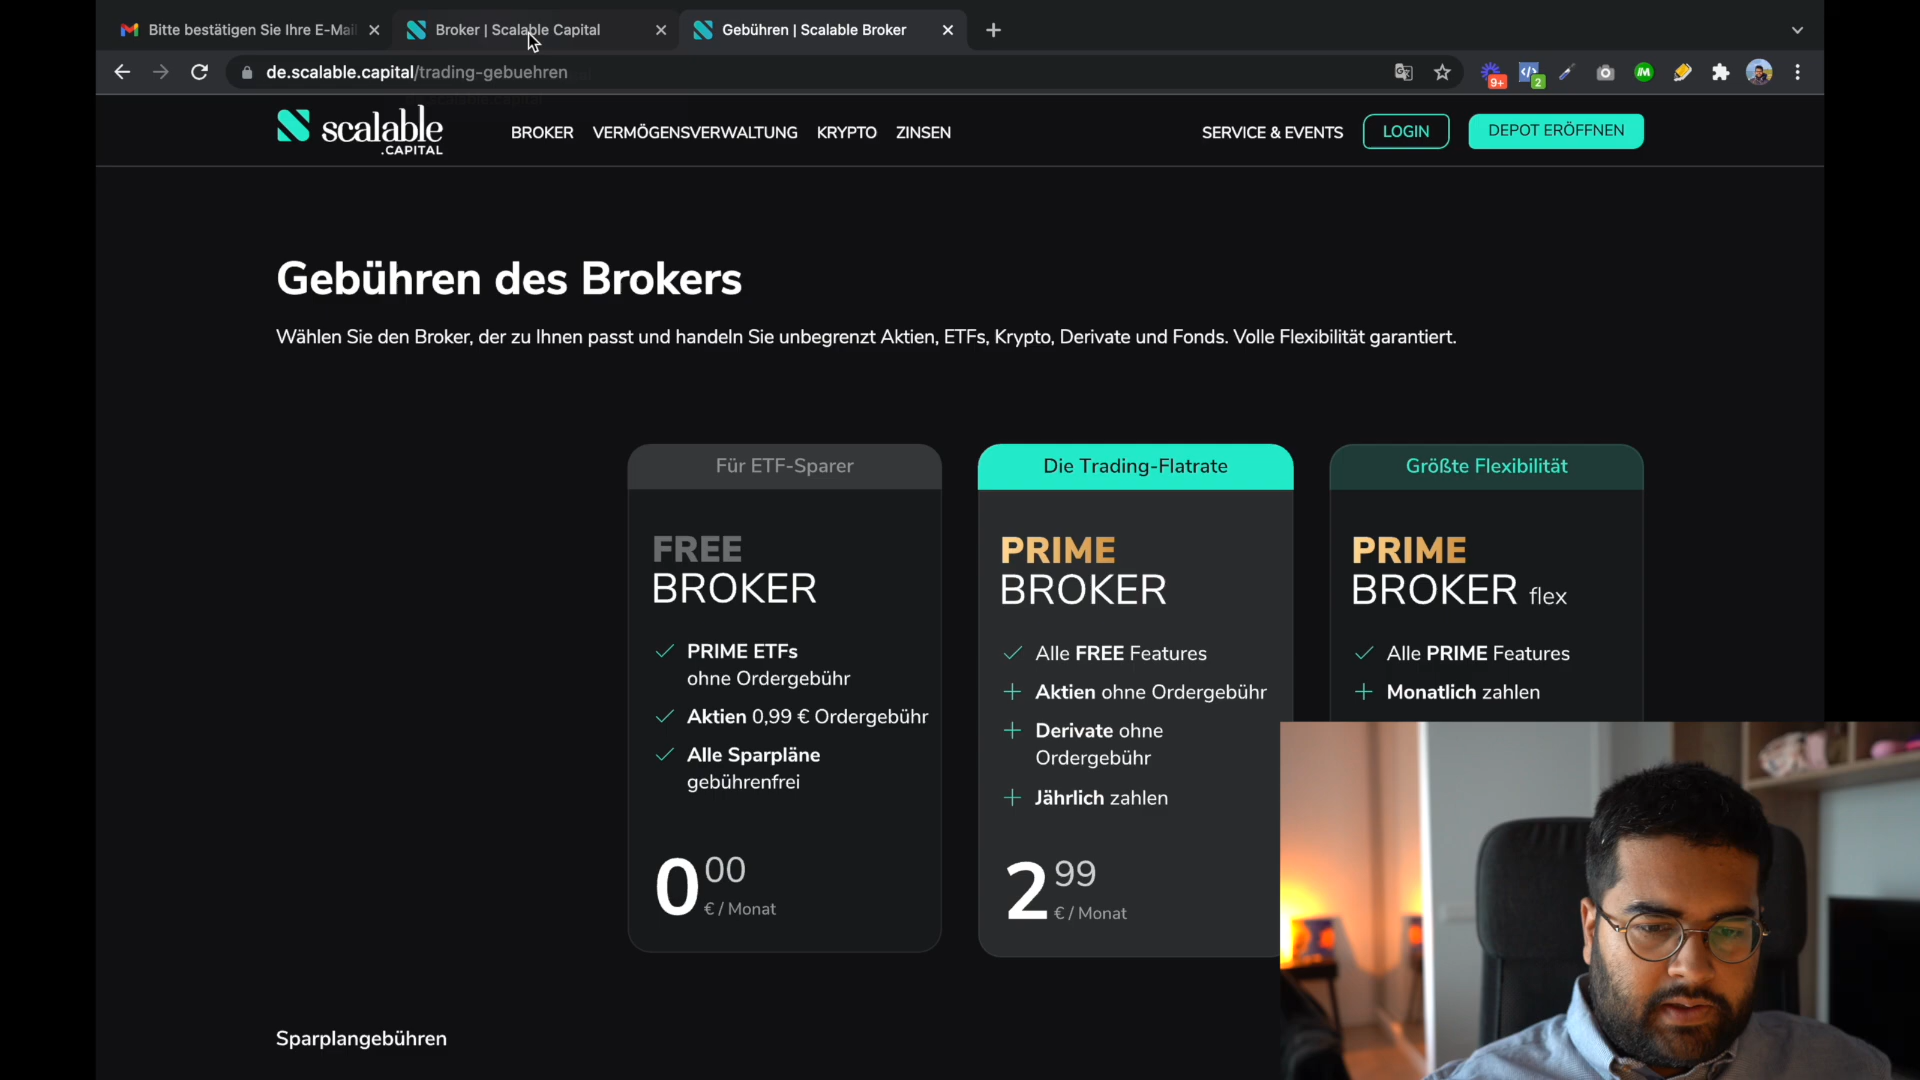 Bitte bestätigen Sie Ihre E-Mail
Broker | Scalable Capital
Gebühren | Scalable Broker
de.scalable.capital/trading-gebuehren
9+
2
scalable
.CAPITAL
BROKER
VERMÖGENSVERWALTUNG
KRYPTO
ZINSEN
SERVICE & EVENTS
LOGIN
DEPOT ERÖFFNEN
Gebühren des Brokers
Wählen Sie den Broker, der zu Ihnen passt und handeln Sie unbegrenzt Aktien, ETFs, Krypto, Derivate und Fonds. Volle Flexibilität garantiert.
Für ETF-Sparer
FREE
BROKER
PRIME ETFs
ohne Ordergebühr
Aktien 0,99 € Ordergebühr
Alle Sparpläne
gebührenfrei
0 00
€ / Monat
Die Trading-Flatrate
PRIME
BROKER
Alle FREE Features
Aktien ohne Ordergebühr
Derivate ohne
Ordergebühr
Jährlich zahlen
2 99
€ / Monat
Größte Flexibilität
PRIME
BROKER flex
Alle PRIME Features
Monatlich zahlen
Sparplangebühren